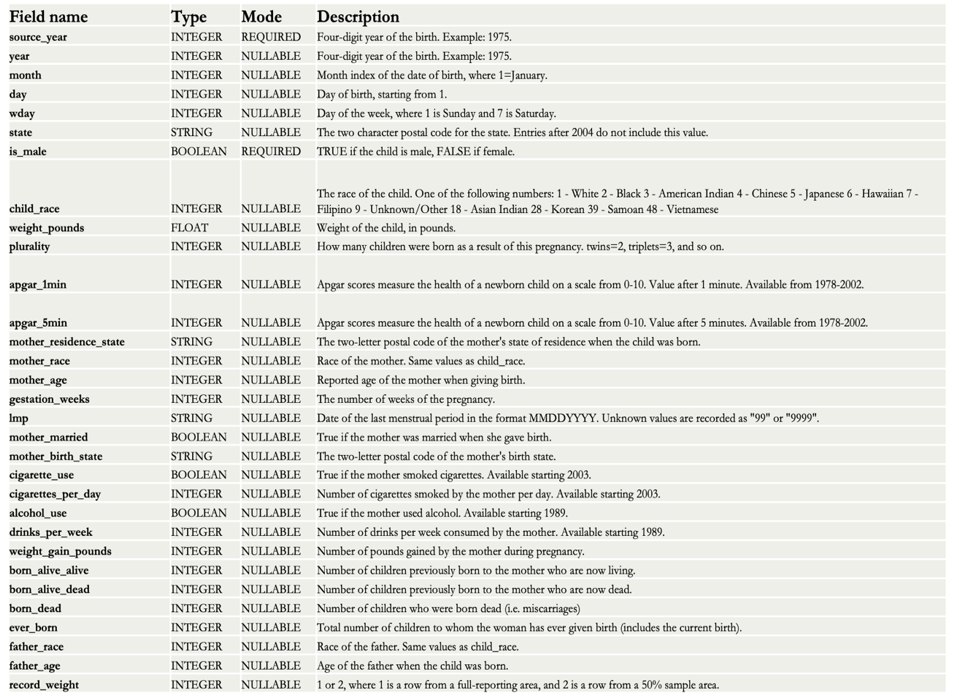 Field name Type Mode Description
source_year INTEGER REQUIRED Four-digit year of the birth. Example: 1975.
year INTEGER NULLABLE Four-digit year of the birth. Example: 1975.
month INTEGER NULLABLE Month index of the date of birth, where 1=January.
day INTEGER NULLABLE Day of birth, starting from 1.
wday INTEGER NULLABLE Day of the week, where 1 is Sunday and 7 is Saturday.
state STRING NULLABLE The two character postal code for the state. Entries after 2004 do not include this value.
is_male BOOLEAN REQUIRED TRUE if the child is male, FALSE if female.
The race of the child. One of the following numbers: 1 - White 2 - Black 3 - American Indian 4 - Chinese 5 - Japanese 6 - Hawaiian 7 -
child_race INTEGER NULLABLE Filipino 9 - Unknown/Other 18 - Asian Indian 28 - Korean 39 - Samoan 48 - Vietnamese
weight_pounds FLOAT NULLABLE Weight of the child, in pounds.
plurality INTEGER NULLABLE How many children were born as a result of this pregnancy. twins=2, triplets=3, and so on.
apgar_1min INTEGER NULLABLE Apgar scores measure the health of a newborn child on a scale from 0-10. Value after 1 minute. Available from 1978-2002.
apgar_5min INTEGER NULLABLE Apgar scores measure the health of a newborn child on a scale from 0-10. Value after 5 minutes. Available from 1978-2002.
mother_residence_state STRING NULLABLE The two-letter postal code of the mother's state of residence when the child was born.
mother_race INTEGER NULLABLE Race of the mother. Same values as child_race.
mother_age INTEGER NULLABLE Reported age of the mother when giving birth.
gestation_weeks INTEGER NULLABLE The number of weeks of the pregnancy.
lmp STRING NULLABLE Date of the last menstrual period in the format MMDDYYYY. Unknown values are recorded as "99" or "9999".
mother_married BOOLEAN NULLABLE True if the mother was married when she gave birth.
mother_birth_state STRING NULLABLE The two-letter postal code of the mother's birth state.
cigarette_use BOOLEAN NULLABLE True if the mother smoked cigarettes. Available starting 2003.
cigarettes_per_day INTEGER NULLABLE Number of cigarettes smoked by the mother per day. Available starting 2003.
alcohol_use BOOLEAN NULLABLE True if the mother used alcohol. Available starting 1989.
drinks_per_week INTEGER NULLABLE Number of drinks per week consumed by the mother. Available starting 1989.
weight_gain_pounds INTEGER NULLABLE Number of pounds gained by the mother during pregnancy.
born_alive_alive INTEGER NULLABLE Number of children previously born to the mother who are now living.
born_alive_dead INTEGER NULLABLE Number of children previously born to the mother who are now dead.
born_dead INTEGER NULLABLE Number of children who were born dead (i.e. miscarriages)
ever_born INTEGER NULLABLE Total number of children to whom the woman has ever given birth (includes the current birth).
father_race INTEGER NULLABLE Race of the father. Same values as child_race.
father_age INTEGER NULLABLE Age of the father when the child was born.
record_weight INTEGER NULLABLE 1 or 2, where 1 is a row from a full-reporting area, and 2 is a row from a 50% sample area.